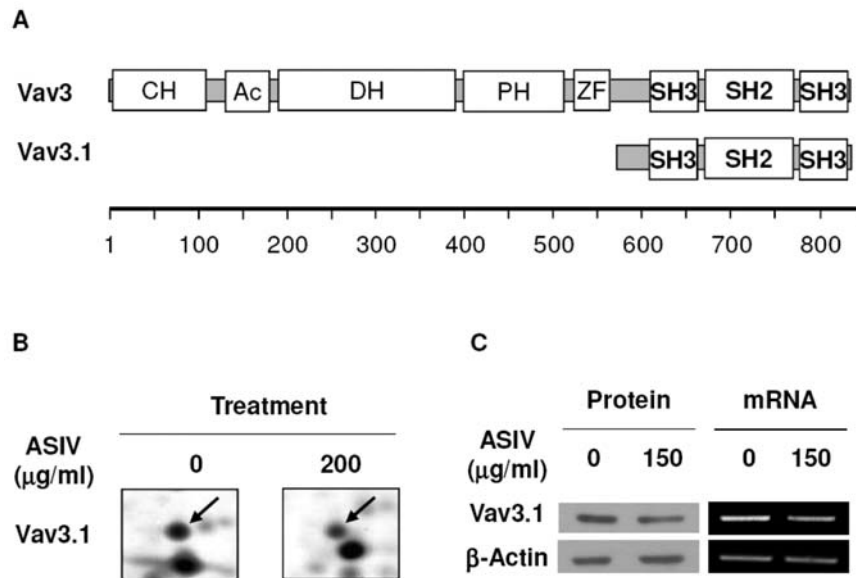 A
Vav3 CH Ac DH PH ZF SH3 SH2 SH3
Vav3.1 SH3 SH2 SH3
1 100 200 300 400 500 600 700 800
B
Treatment
ASIV
(µg/ml) 0 200
Vav3.1
C
Protein mRNA
ASIV
(µg/ml) 0 150 0 150
Vav3.1
β-Actin